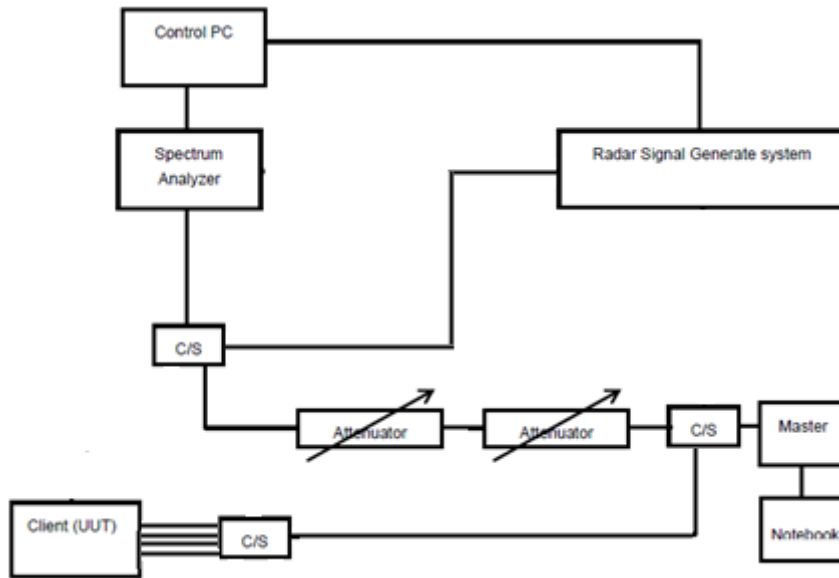 Control PC
Spectrum
Analyzer
Radar Signal Generate system
C/S
Attenuator
Attenuator
C/S
Master
Client (UUT)
C/S
Notebook